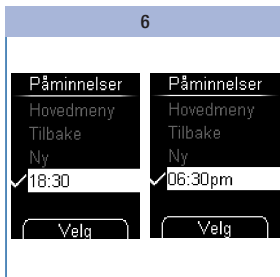 6
Påminnelser
Hovedmeny
Tilbake
Ny
18:30
Velg
Påminnelser
Hovedmeny
Tilbake
Ny
06:30pm
Velg